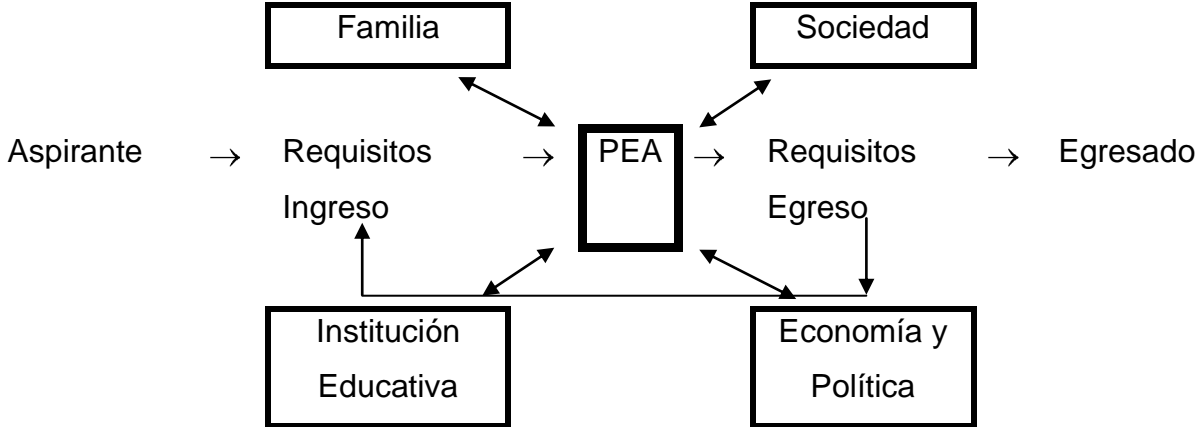 Familia Sociedad
Aspirante → Requisitos → PEA → Requisitos → Egresado
Ingreso Egreso
Institución Economía y
Educativa Política